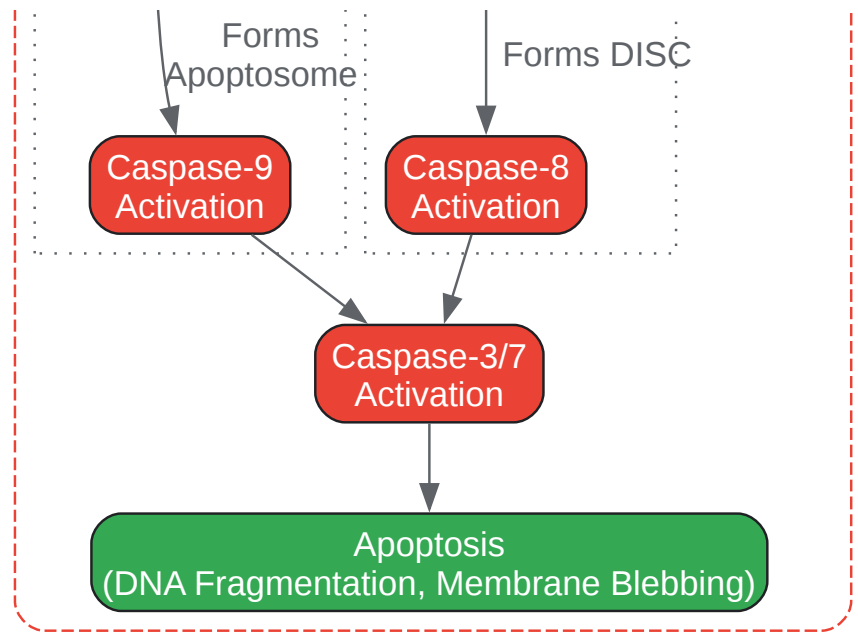 Forms
Apoptosome
Forms DISC
Caspase-9
Activation
Caspase-8
Activation
Caspase-3/7
Activation
Apoptosis
(DNA Fragmentation, Membrane Blebbing)